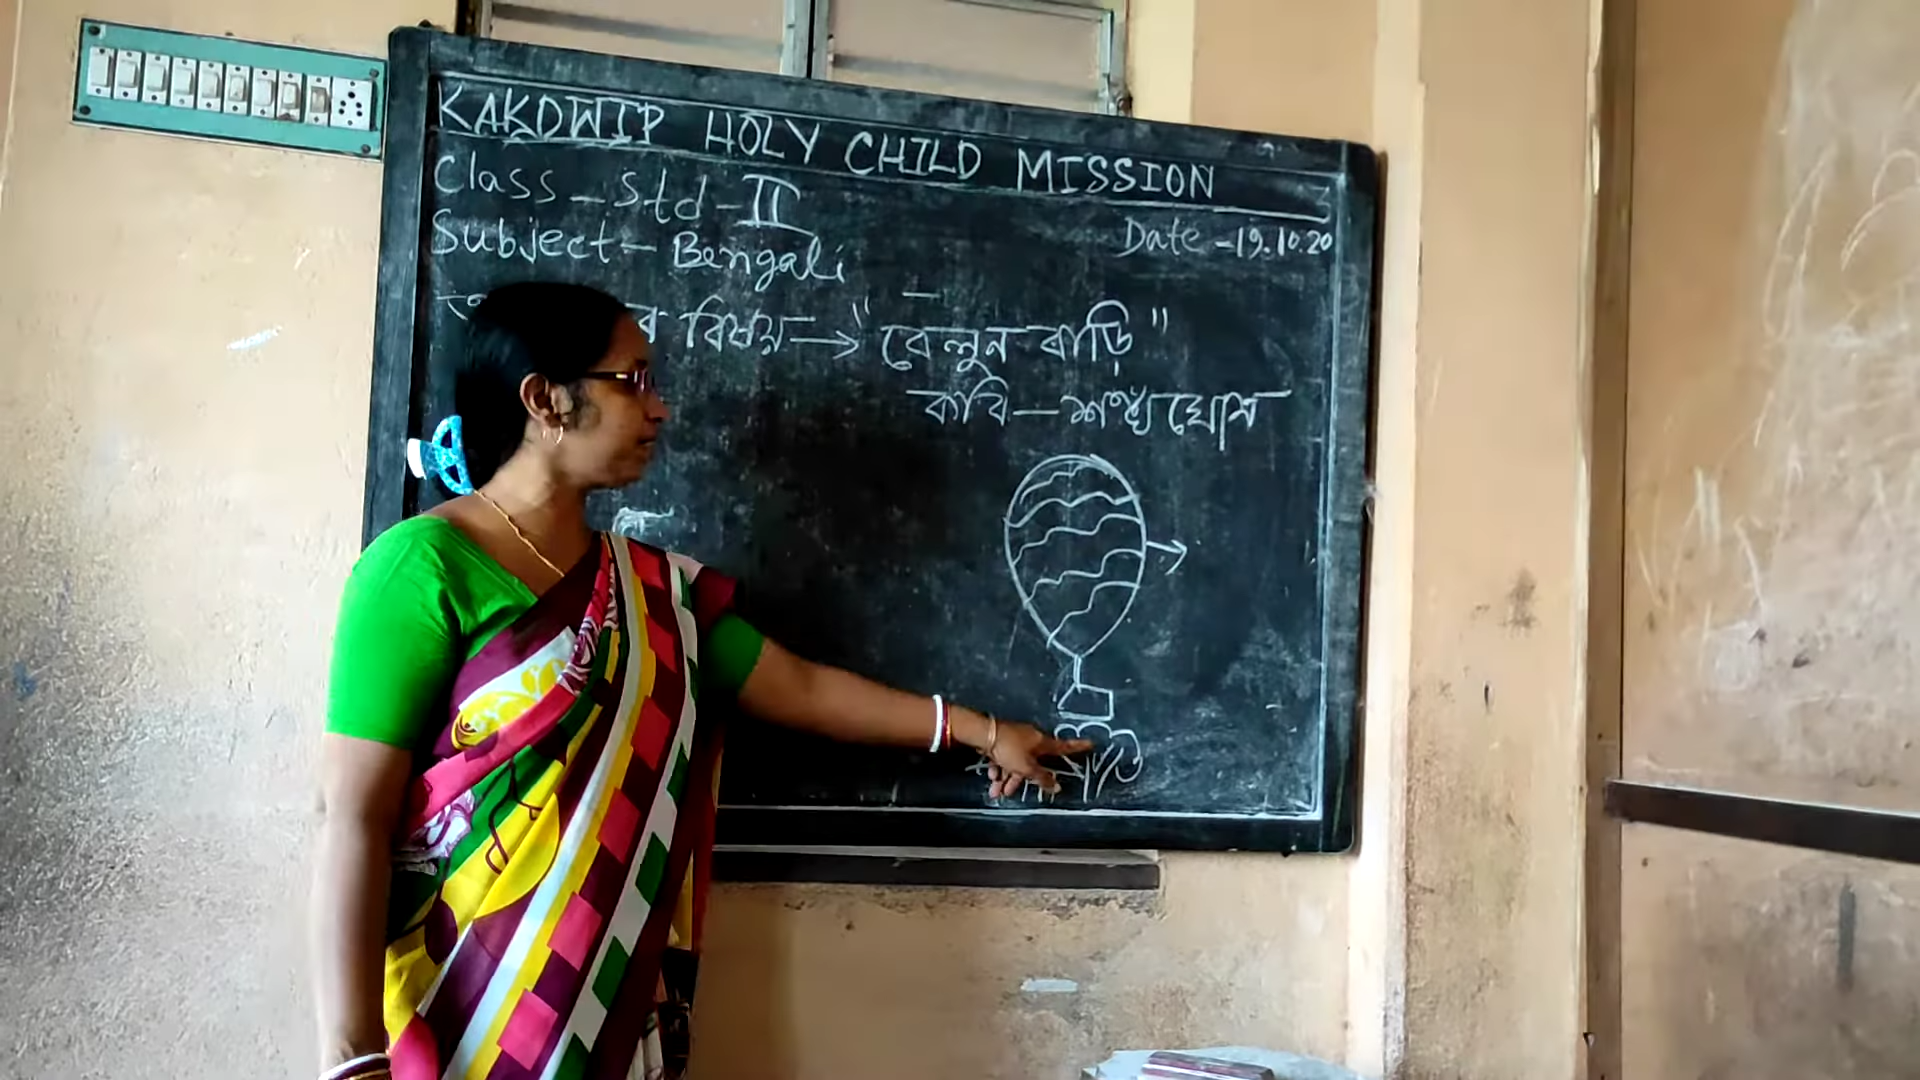 KAKDWIP HOLY CHILD MISSION
Class - Std - II
Subject - Bengali
Date - 19.10.20
বিষয় → "বেলুন বাড়ি"
কবি - শঙ্খ ঘোষ